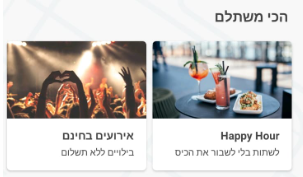 הכי משתלם
Happy Hour
לשתות בלי לשבור את הכיס
אירועים בחינם
בילויים ללא תשלום